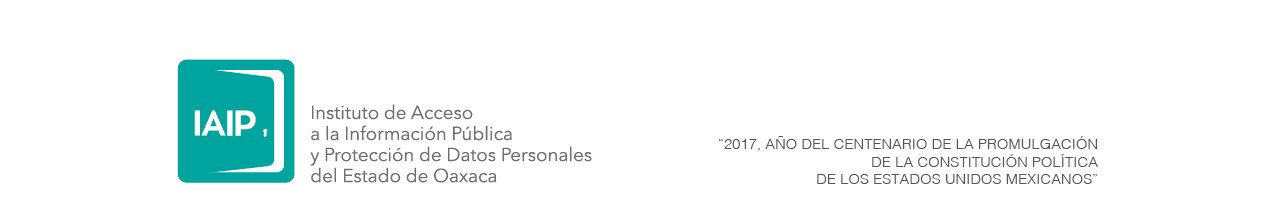 IAIP
Instituto de Acceso
a la Información Pública
y Protección de Datos Personales
del Estado de Oaxaca
“2017, AÑO DEL CENTENARIO DE LA PROMULGACIÓN
DE LA CONSTITUCIÓN POLÍTICA
DE LOS ESTADOS UNIDOS MEXICANOS”